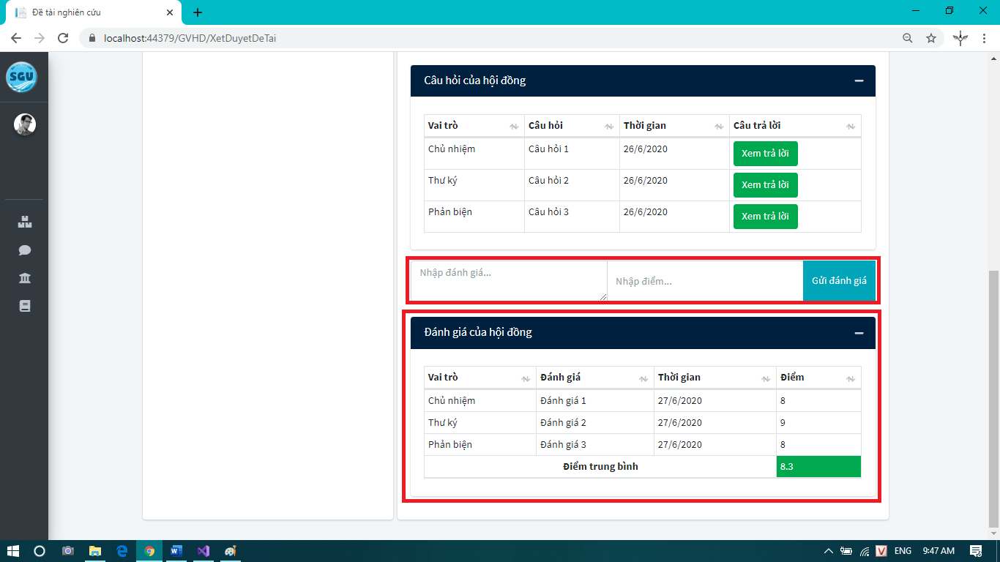 Đề tài nghiên cứu
localhost:44379/GVHD/XetDuyetDeTai
SGU
Câu hỏi của hội đồng
Vai trò Câu hỏi Thời gian Câu trả lời
Chủ nhiệm Câu hỏi 1 26/6/2020 Xem trả lời
Thư ký Câu hỏi 2 26/6/2020 Xem trả lời
Phản biện Câu hỏi 3 26/6/2020 Xem trả lời
Nhập đánh giá... Nhập điểm... Gửi đánh giá
Đánh giá của hội đồng
Vai trò Đánh giá Thời gian Điểm
Chủ nhiệm Đánh giá 1 27/6/2020 8
Thư ký Đánh giá 2 27/6/2020 9
Phản biện Đánh giá 3 27/6/2020 8
Điểm trung bình 8.3
ENG 9:47 AM